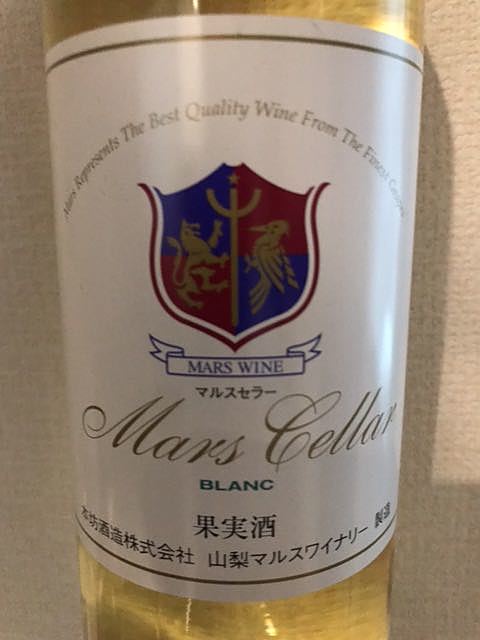 Mars Represents The Best Quality Wine From The Finest
MARS WINE
マルスセラー
Mars Cellar
BLANC
果実酒
本坊酒造株式会社 山梨マルスワイナリー 製造